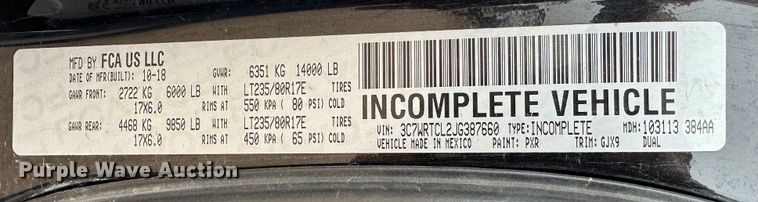 MFD BY FCA US LLC
DATE OF MFR(BUILT): 10-18 GVWR: 6351 KG 14000 LB
GAWR FRONT: 2722 KG 6000 LB WITH LT235/80R17E TIRES
17X6.0 RIMS AT 550 KPA ( 80 PSI) COLD
GAWR REAR: 4468 KG 9850 LB WITH LT235/80R17E TIRES
17X6.0 RIMS AT 450 KPA ( 65 PSI) COLD
INCOMPLETE VEHICLE
VIN: 3C7WRTCL2JG387660 TYPE: INCOMPLETE MDH: 103113 384AA
VEHICLE MADE IN MEXICO PAINT: PXR TRIM: GJX9 DUAL
Purple Wave Auction